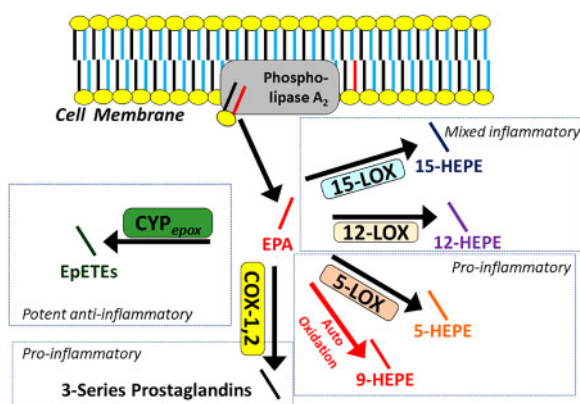 Phospho-
lipase A2
Cell Membrane
Mixed inflammatory
15-LOX
15-HEPE
12-LOX
12-HEPE
EPA
CYPepox
EpETEs
Potent anti-inflammatory
COX-1,2
Pro-inflammatory
5-LOX
5-HEPE
Auto
Oxidation
9-HEPE
Pro-inflammatory
3-Series Prostaglandins